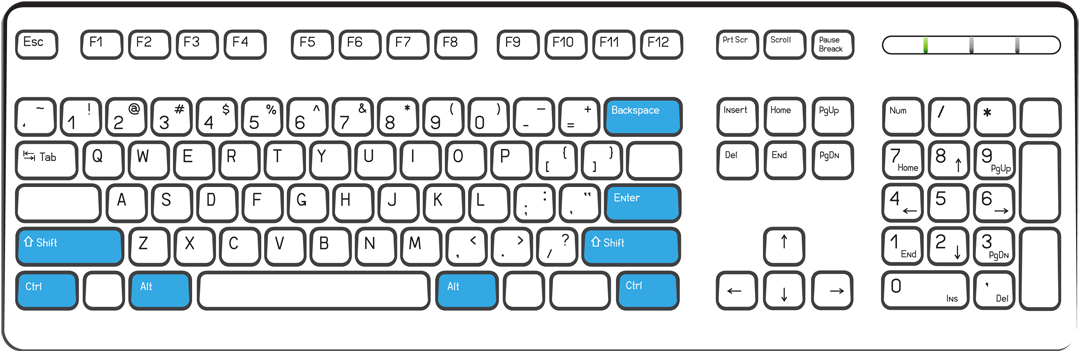 Esc F1 F2 F3 F4 F5 F6 F7 F8 F9 F10 F11 F12 Prt Scr Scroll Pause
Breack
~ ! @ # $ % ^ & * ( ) — +
` 1 2 3 4 5 6 7 8 9 0 - = Backspace Insert Home PgUp Num / *
Tab Q W E R T Y U I O P { [ } ] Del End PgDn 7 Home 8 ↑ 9 PgUp
A S D F G H J K L : ; " , Enter 4 ← 5 6 →
⇧ Shift Z X C V B N M < , > . ? / ⇧ Shift ↑ 1 End 2 ↓ 3 PgDn
Ctrl Alt Alt Ctrl ← ↓ → 0 Ins ' Del